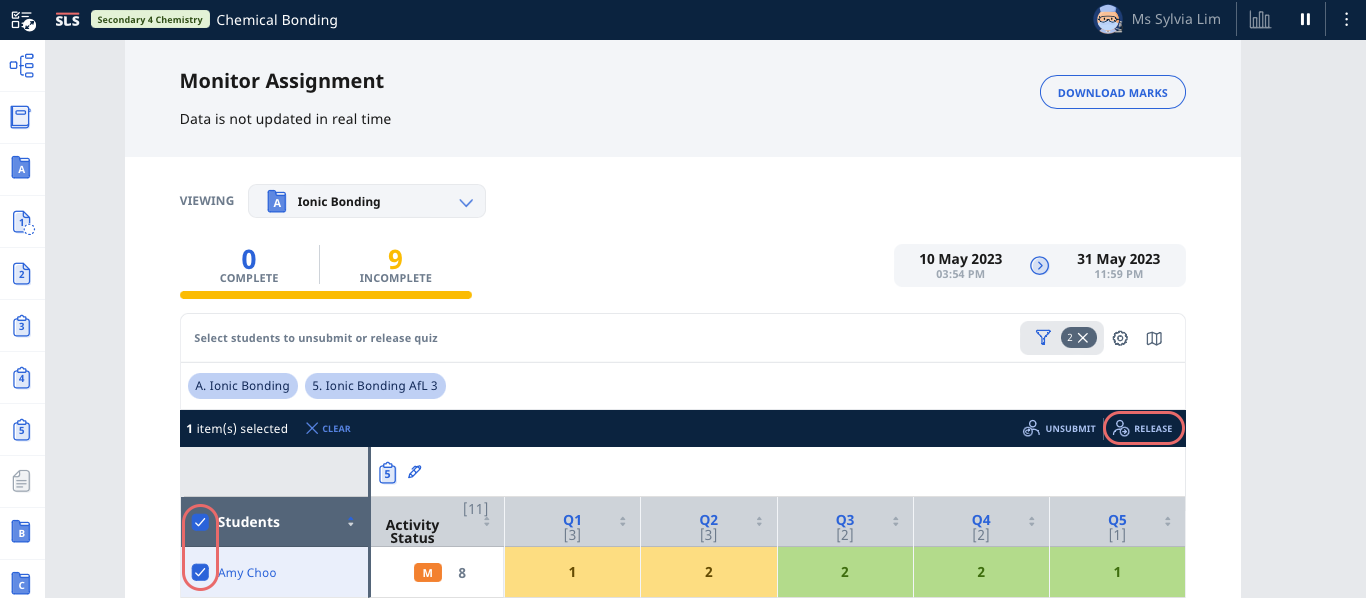 SLS Secondary 4 Chemistry Chemical Bonding Ms Sylvia Lim
Monitor Assignment
DOWNLOAD MARKS
Data is not updated in real time
A
1
2
3
4
5
B
C
VIEWING A Ionic Bonding
0 9
COMPLETE INCOMPLETE
10 May 2023 31 May 2023
03:54 PM 11:59 PM
Select students to unsubmit or release quiz 2
A. Ionic Bonding 5. Ionic Bonding AfL 3
1 item(s) selected CLEAR UNSUBMIT RELEASE
5
Students Activity Status [11] Q1 [3] Q2 [3] Q3 [2] Q4 [2] Q5 [1]
Amy Choo M 8 1 2 2 2 1